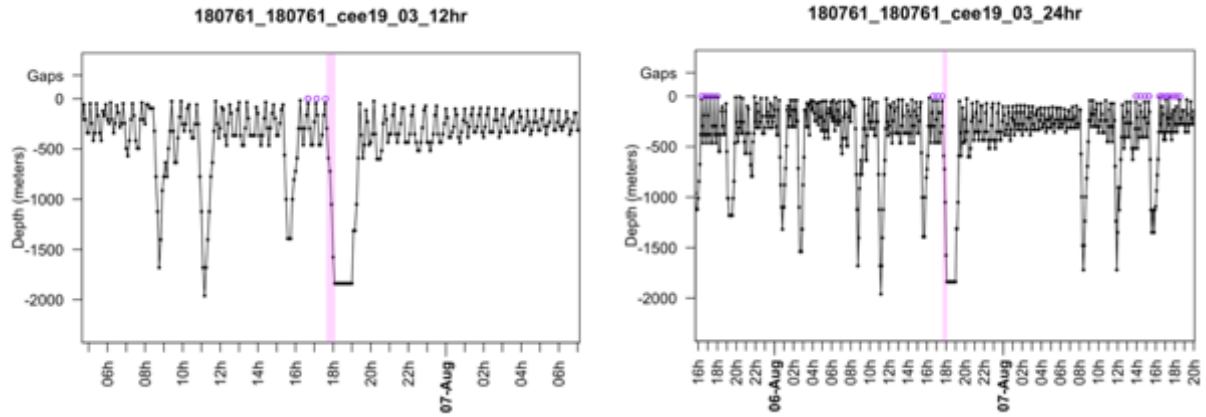 180761_180761_cee19_03_12hr
Gaps
0
-500
-1000
-1500
-2000
Depth (meters)
06h
08h
10h
12h
14h
16h
18h
20h
22h
07-Aug
02h
04h
06h
180761_180761_cee19_03_24hr
Gaps
0
-500
-1000
-1500
-2000
Depth (meters)
16h
18h
20h
22h
06-Aug
02h
04h
06h
08h
10h
12h
14h
16h
18h
20h
22h
07-Aug
02h
04h
06h
08h
10h
12h
14h
16h
18h
20h